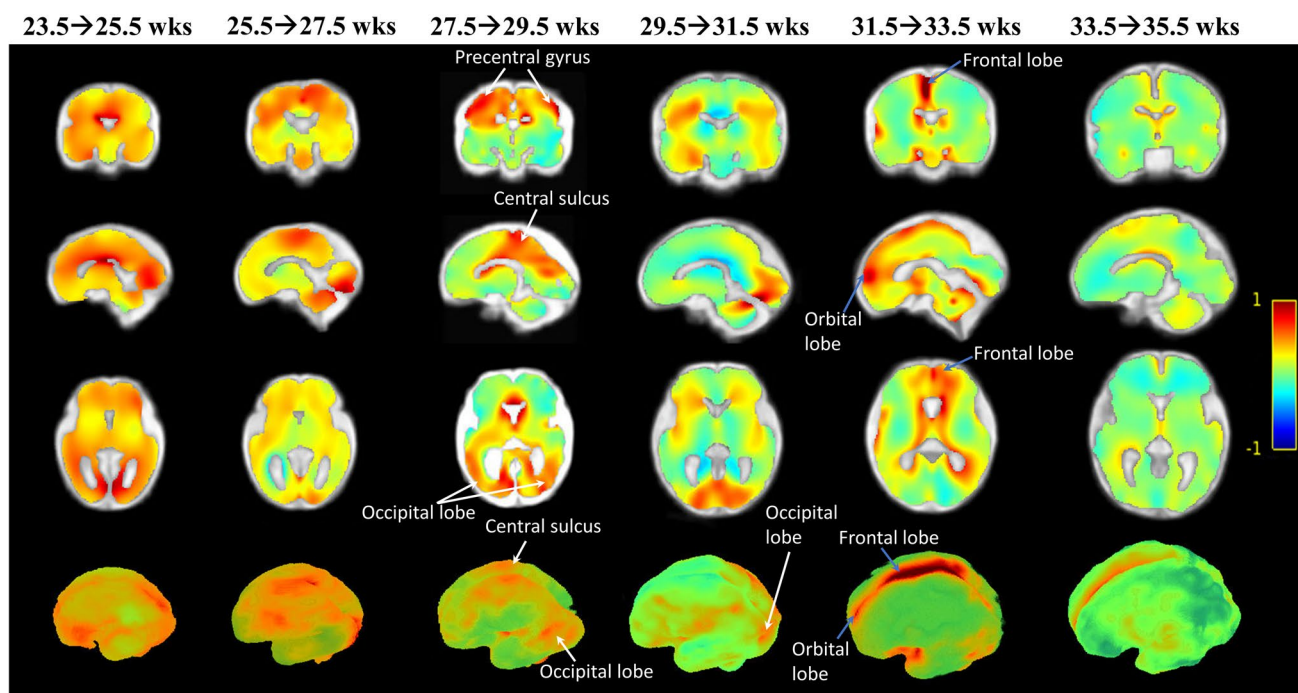 23.5→25.5 wks 25.5→27.5 wks 27.5→29.5 wks 29.5→31.5 wks 31.5→33.5 wks 33.5→35.5 wks
Precentral gyrus
Frontal lobe
Central sulcus
Orbital
lobe
1
-1
Frontal lobe
Occipital lobe
Central sulcus
Occipital
lobe
Frontal lobe
Occipital lobe
Orbital
lobe